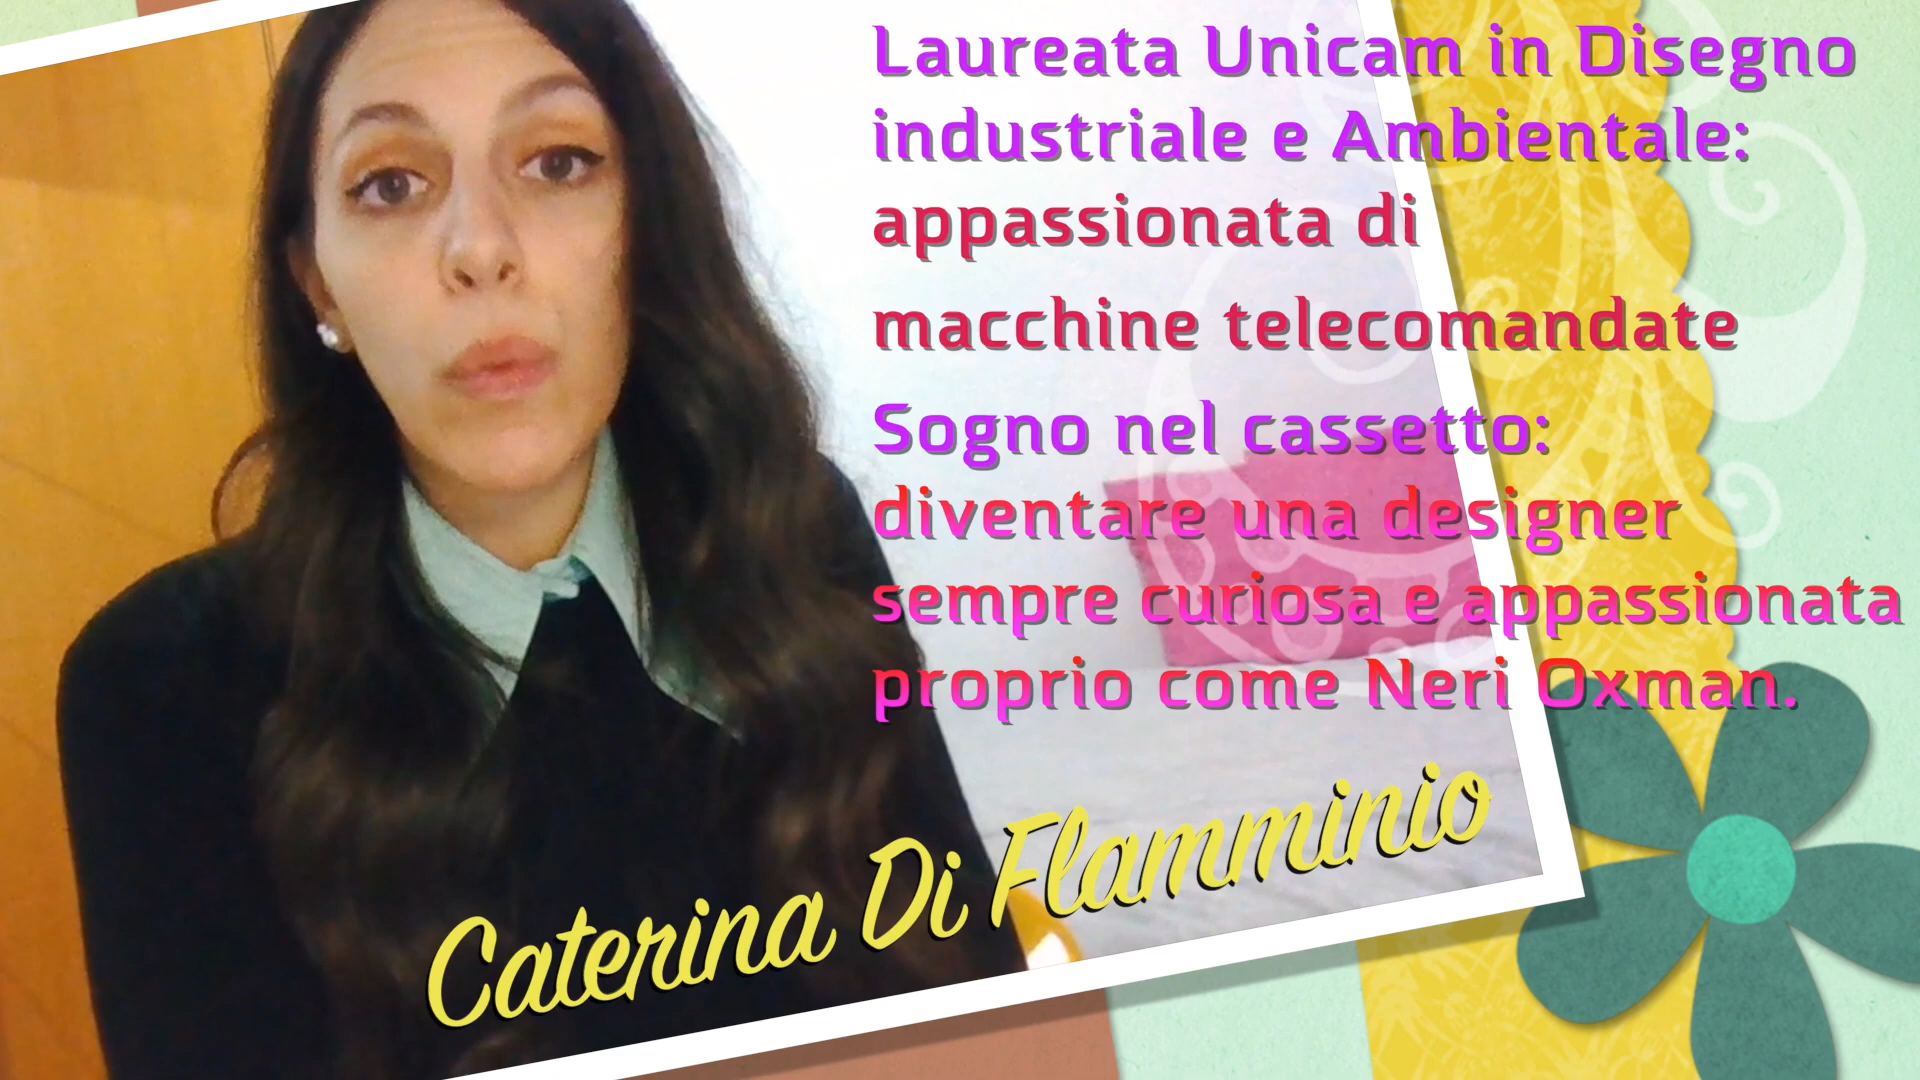 Laureata Unicam in Disegno
industriale e Ambientale:
appassionata di
macchine telecomandate
Sogno nel cassetto:
diventare una designer
sempre curiosa e appassionata
proprio come Neri Oxman.
Caterina Di Flamminio